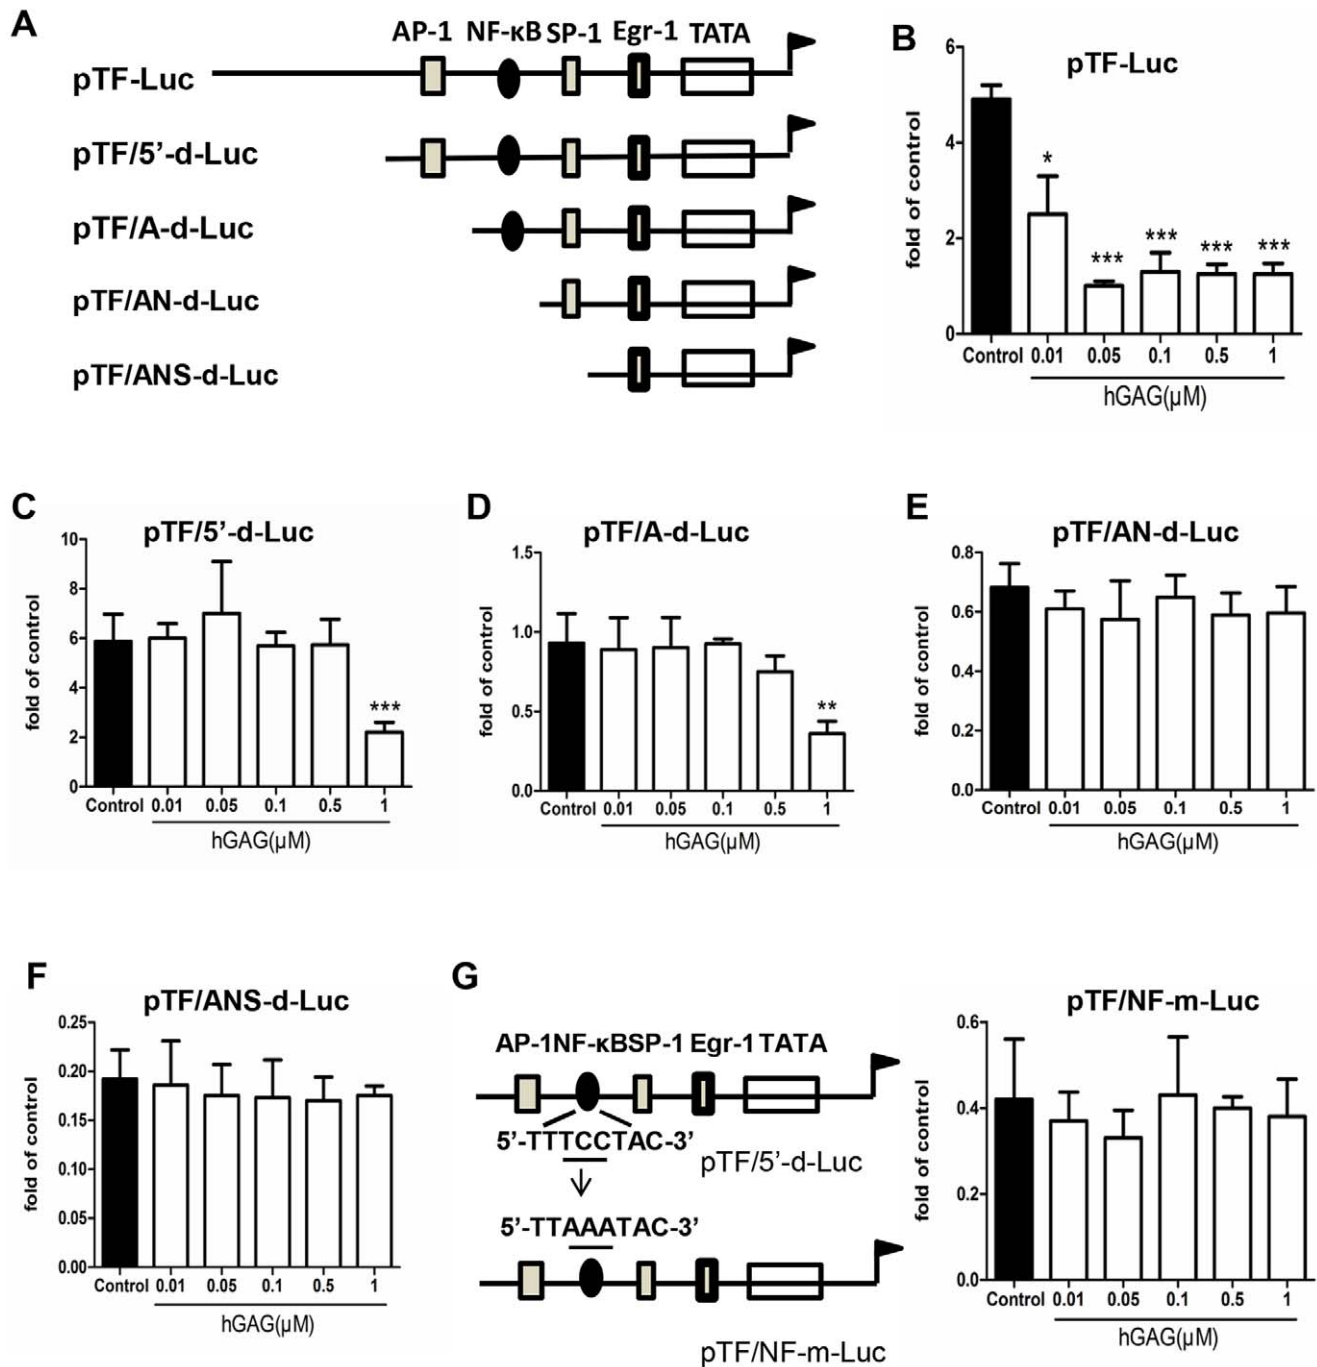 A
AP-1 NF-κB SP-1 Egr-1 TATA
pTF-Luc
pTF/5’-d-Luc
pTF/A-d-Luc
pTF/AN-d-Luc
pTF/ANS-d-Luc
B
pTF-Luc
fold of control
6
4
2
0
* *** *** *** ***
Control 0.01 0.05 0.1 0.5 1
hGAG(µM)
C
pTF/5’-d-Luc
fold of control
10
8
6
4
2
0
***
Control 0.01 0.05 0.1 0.5 1
hGAG(µM)
D
pTF/A-d-Luc
fold of control
1.5
1.0
0.5
0.0
**
Control 0.01 0.05 0.1 0.5 1
hGAG(µM)
E
pTF/AN-d-Luc
fold of control
0.8
0.6
0.4
0.2
0.0
Control 0.01 0.05 0.1 0.5 1
hGAG(µM)
F
pTF/ANS-d-Luc
fold of control
0.25
0.20
0.15
0.10
0.05
0.00
Control 0.01 0.05 0.1 0.5 1
hGAG(µM)
G
AP-1NF-κBSP-1 Egr-1 TATA
5’-TTTCCTAC-3’
pTF/5’-d-Luc
5’-TTAAATAC-3’
pTF/NF-m-Luc
pTF/NF-m-Luc
fold of control
0.6
0.4
0.2
0.0
Control 0.01 0.05 0.1 0.5 1
hGAG(µM)